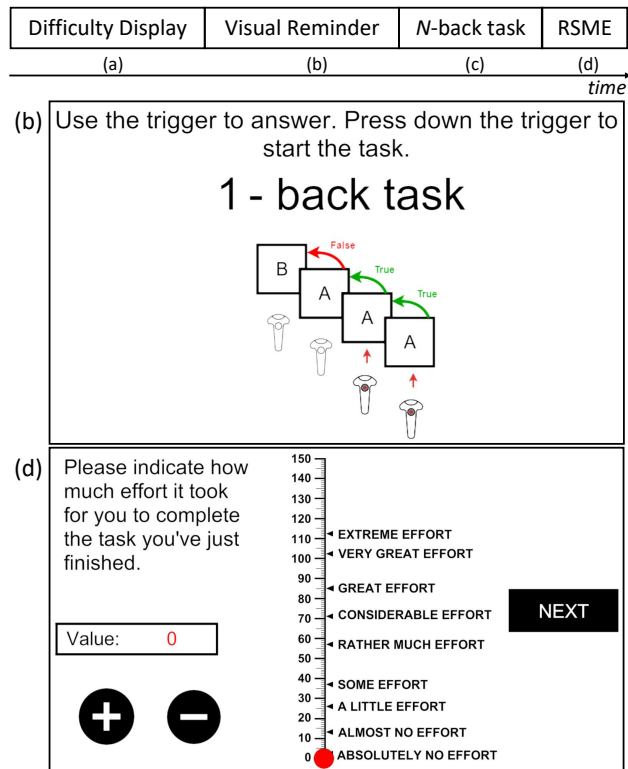 Difficulty Display Visual Reminder N-back task RSME
(a) (b) (c) (d)
time
(b) Use the trigger to answer. Press down the trigger to
start the task.
1 - back task
False
B
True
A
True
A
A
(d) Please indicate how
much effort it took
for you to complete
the task you've just
finished.
Value: 0
150
140
130
120
110
EXTREME EFFORT
VERY GREAT EFFORT
100
90
GREAT EFFORT
80
70
CONSIDERABLE EFFORT
60
RATHER MUCH EFFORT
50
40
SOME EFFORT
30
A LITTLE EFFORT
20
ALMOST NO EFFORT
10
0 ABSOLUTELY NO EFFORT
NEXT